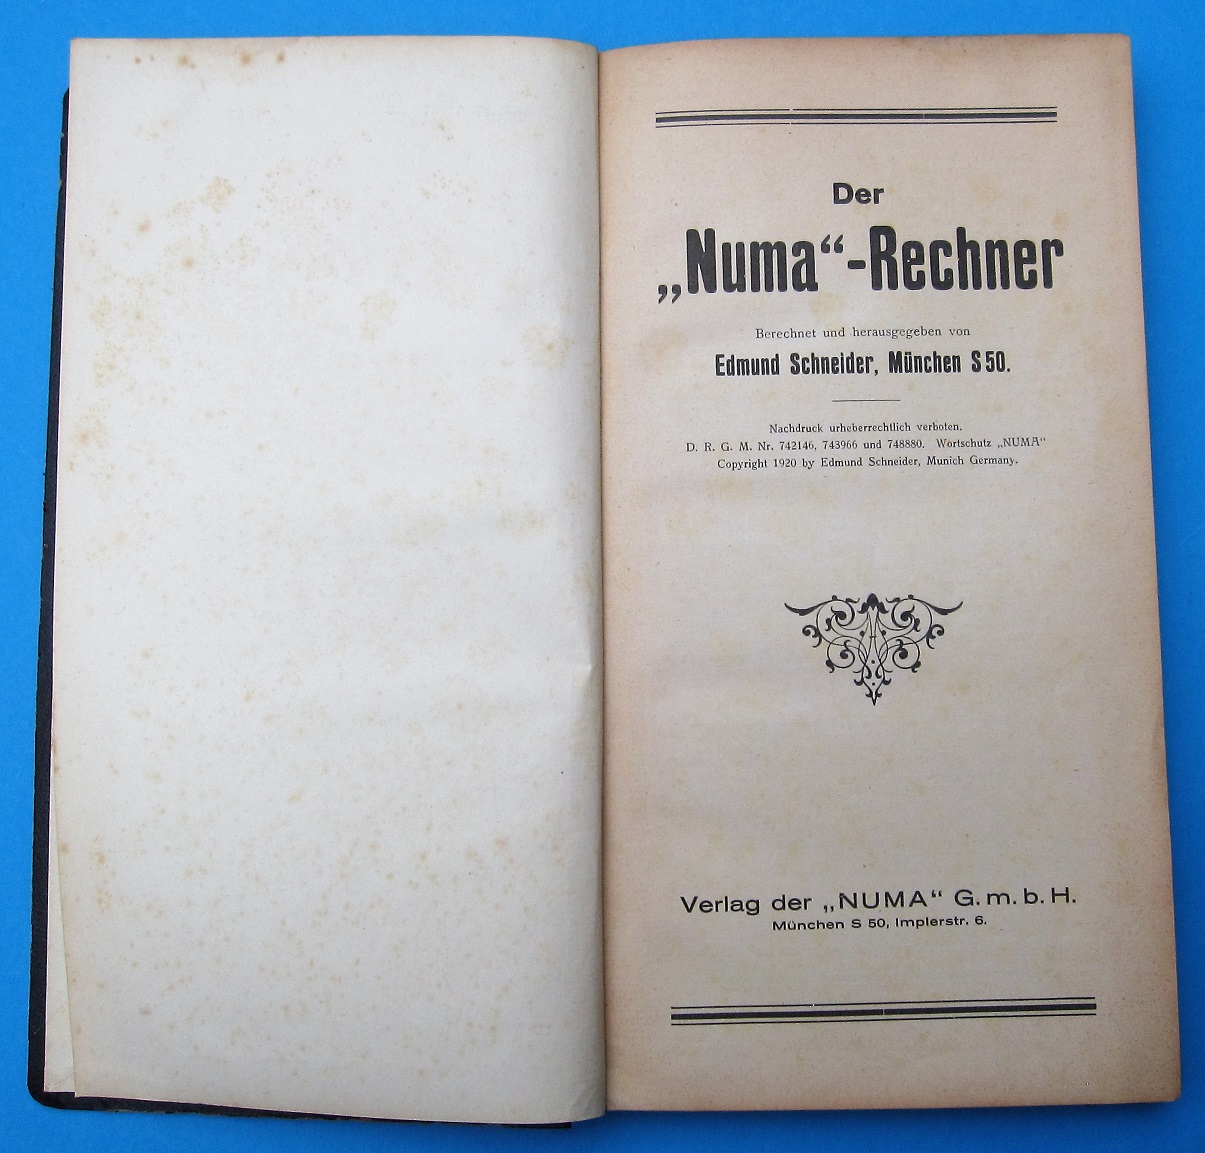 Der
„Numa“-Rechner
Berechnet und herausgegeben von
Edmund Schneider, München S 50.
Nachdruck urheberrechtlich verboten.
D. R. G. M. Nr. 742146, 743966 und 748880. Wortschutz „NUMA“
Copyright 1920 by Edmund Schneider, Munich Germany.
Verlag der „NUMA“ G. m. b. H.
München S 50, Implerstr. 6.